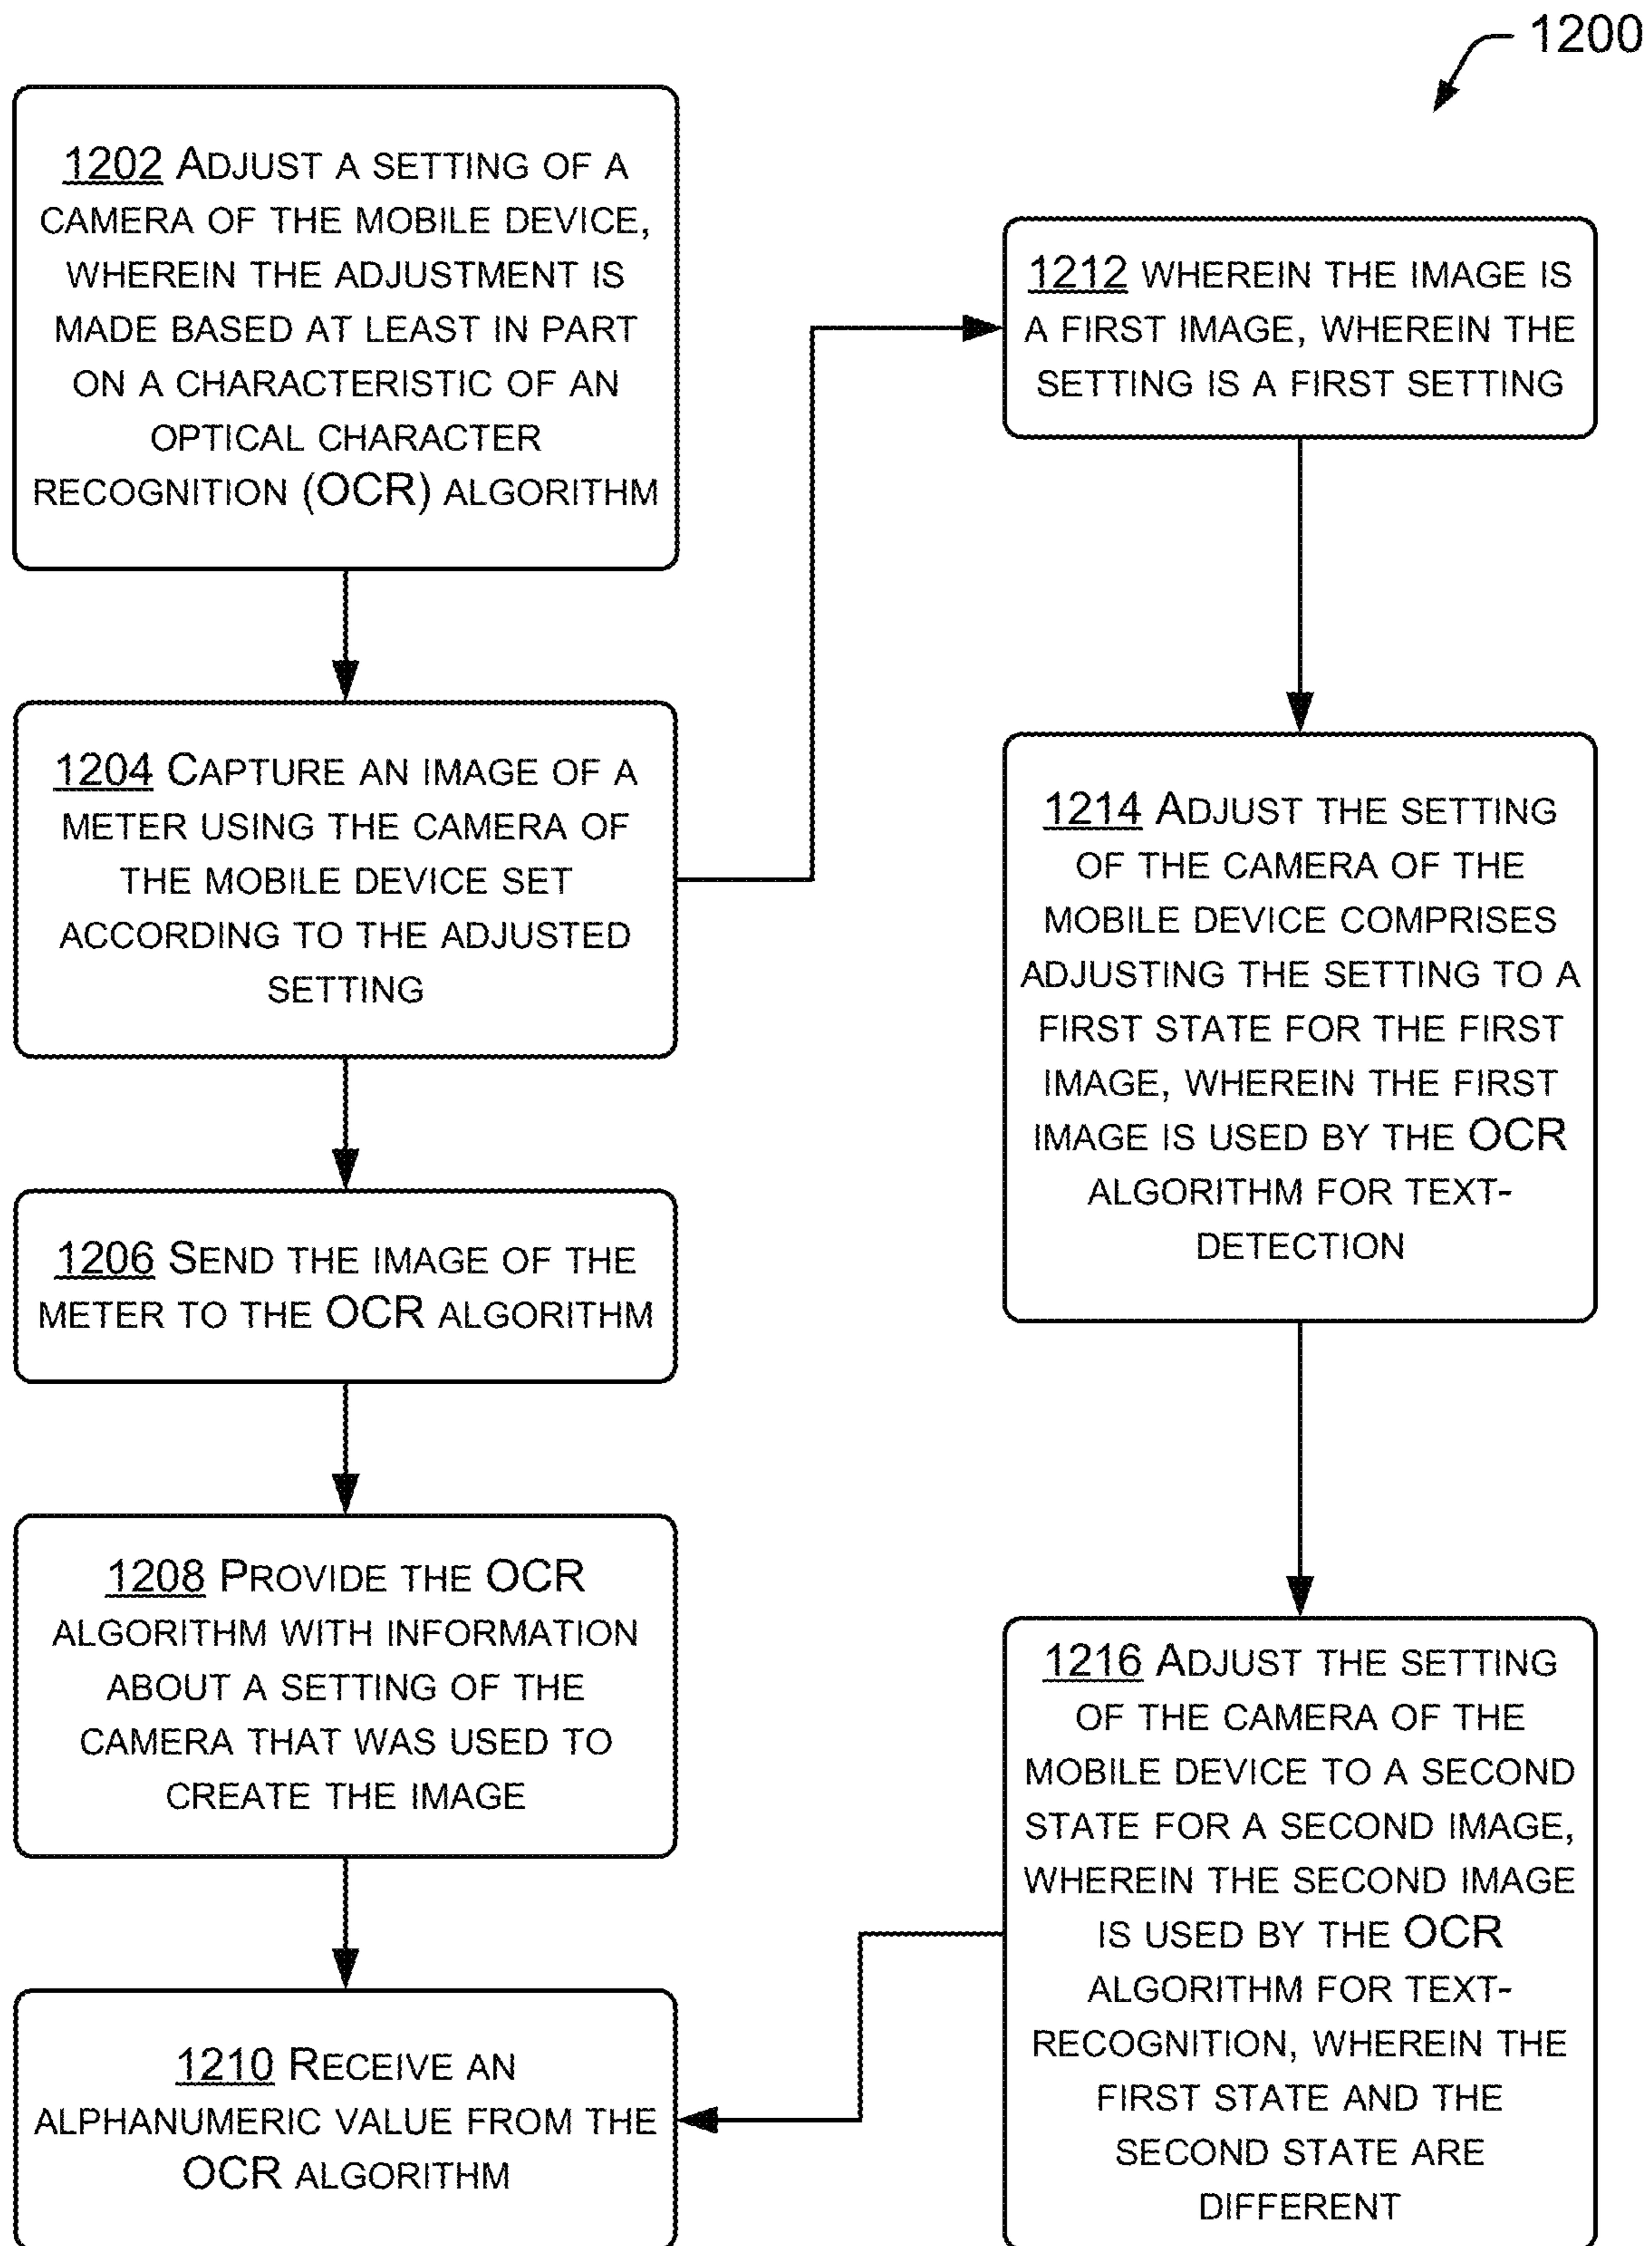 1200
1202 ADJUST A SETTING OF A
CAMERA OF THE MOBILE DEVICE,
WHEREIN THE ADJUSTMENT IS
MADE BASED AT LEAST IN PART
ON A CHARACTERISTIC OF AN
OPTICAL CHARACTER
RECOGNITION (OCR) ALGORITHM
1204 CAPTURE AN IMAGE OF A
METER USING THE CAMERA OF
THE MOBILE DEVICE SET
ACCORDING TO THE ADJUSTED
SETTING
1206 SEND THE IMAGE OF THE
METER TO THE OCR ALGORITHM
1208 PROVIDE THE OCR
ALGORITHM WITH INFORMATION
ABOUT A SETTING OF THE
CAMERA THAT WAS USED TO
CREATE THE IMAGE
1210 RECEIVE AN
ALPHANUMERIC VALUE FROM THE
OCR ALGORITHM
1212 WHEREIN THE IMAGE IS
A FIRST IMAGE, WHEREIN THE
SETTING IS A FIRST SETTING
1214 ADJUST THE SETTING
OF THE CAMERA OF THE
MOBILE DEVICE COMPRISES
ADJUSTING THE SETTING TO A
FIRST STATE FOR THE FIRST
IMAGE, WHEREIN THE FIRST
IMAGE IS USED BY THE OCR
ALGORITHM FOR TEXT-
DETECTION
1216 ADJUST THE SETTING
OF THE CAMERA OF THE
MOBILE DEVICE TO A SECOND
STATE FOR A SECOND IMAGE,
WHEREIN THE SECOND IMAGE
IS USED BY THE OCR
ALGORITHM FOR TEXT-
RECOGNITION, WHEREIN THE
FIRST STATE AND THE
SECOND STATE ARE
DIFFERENT